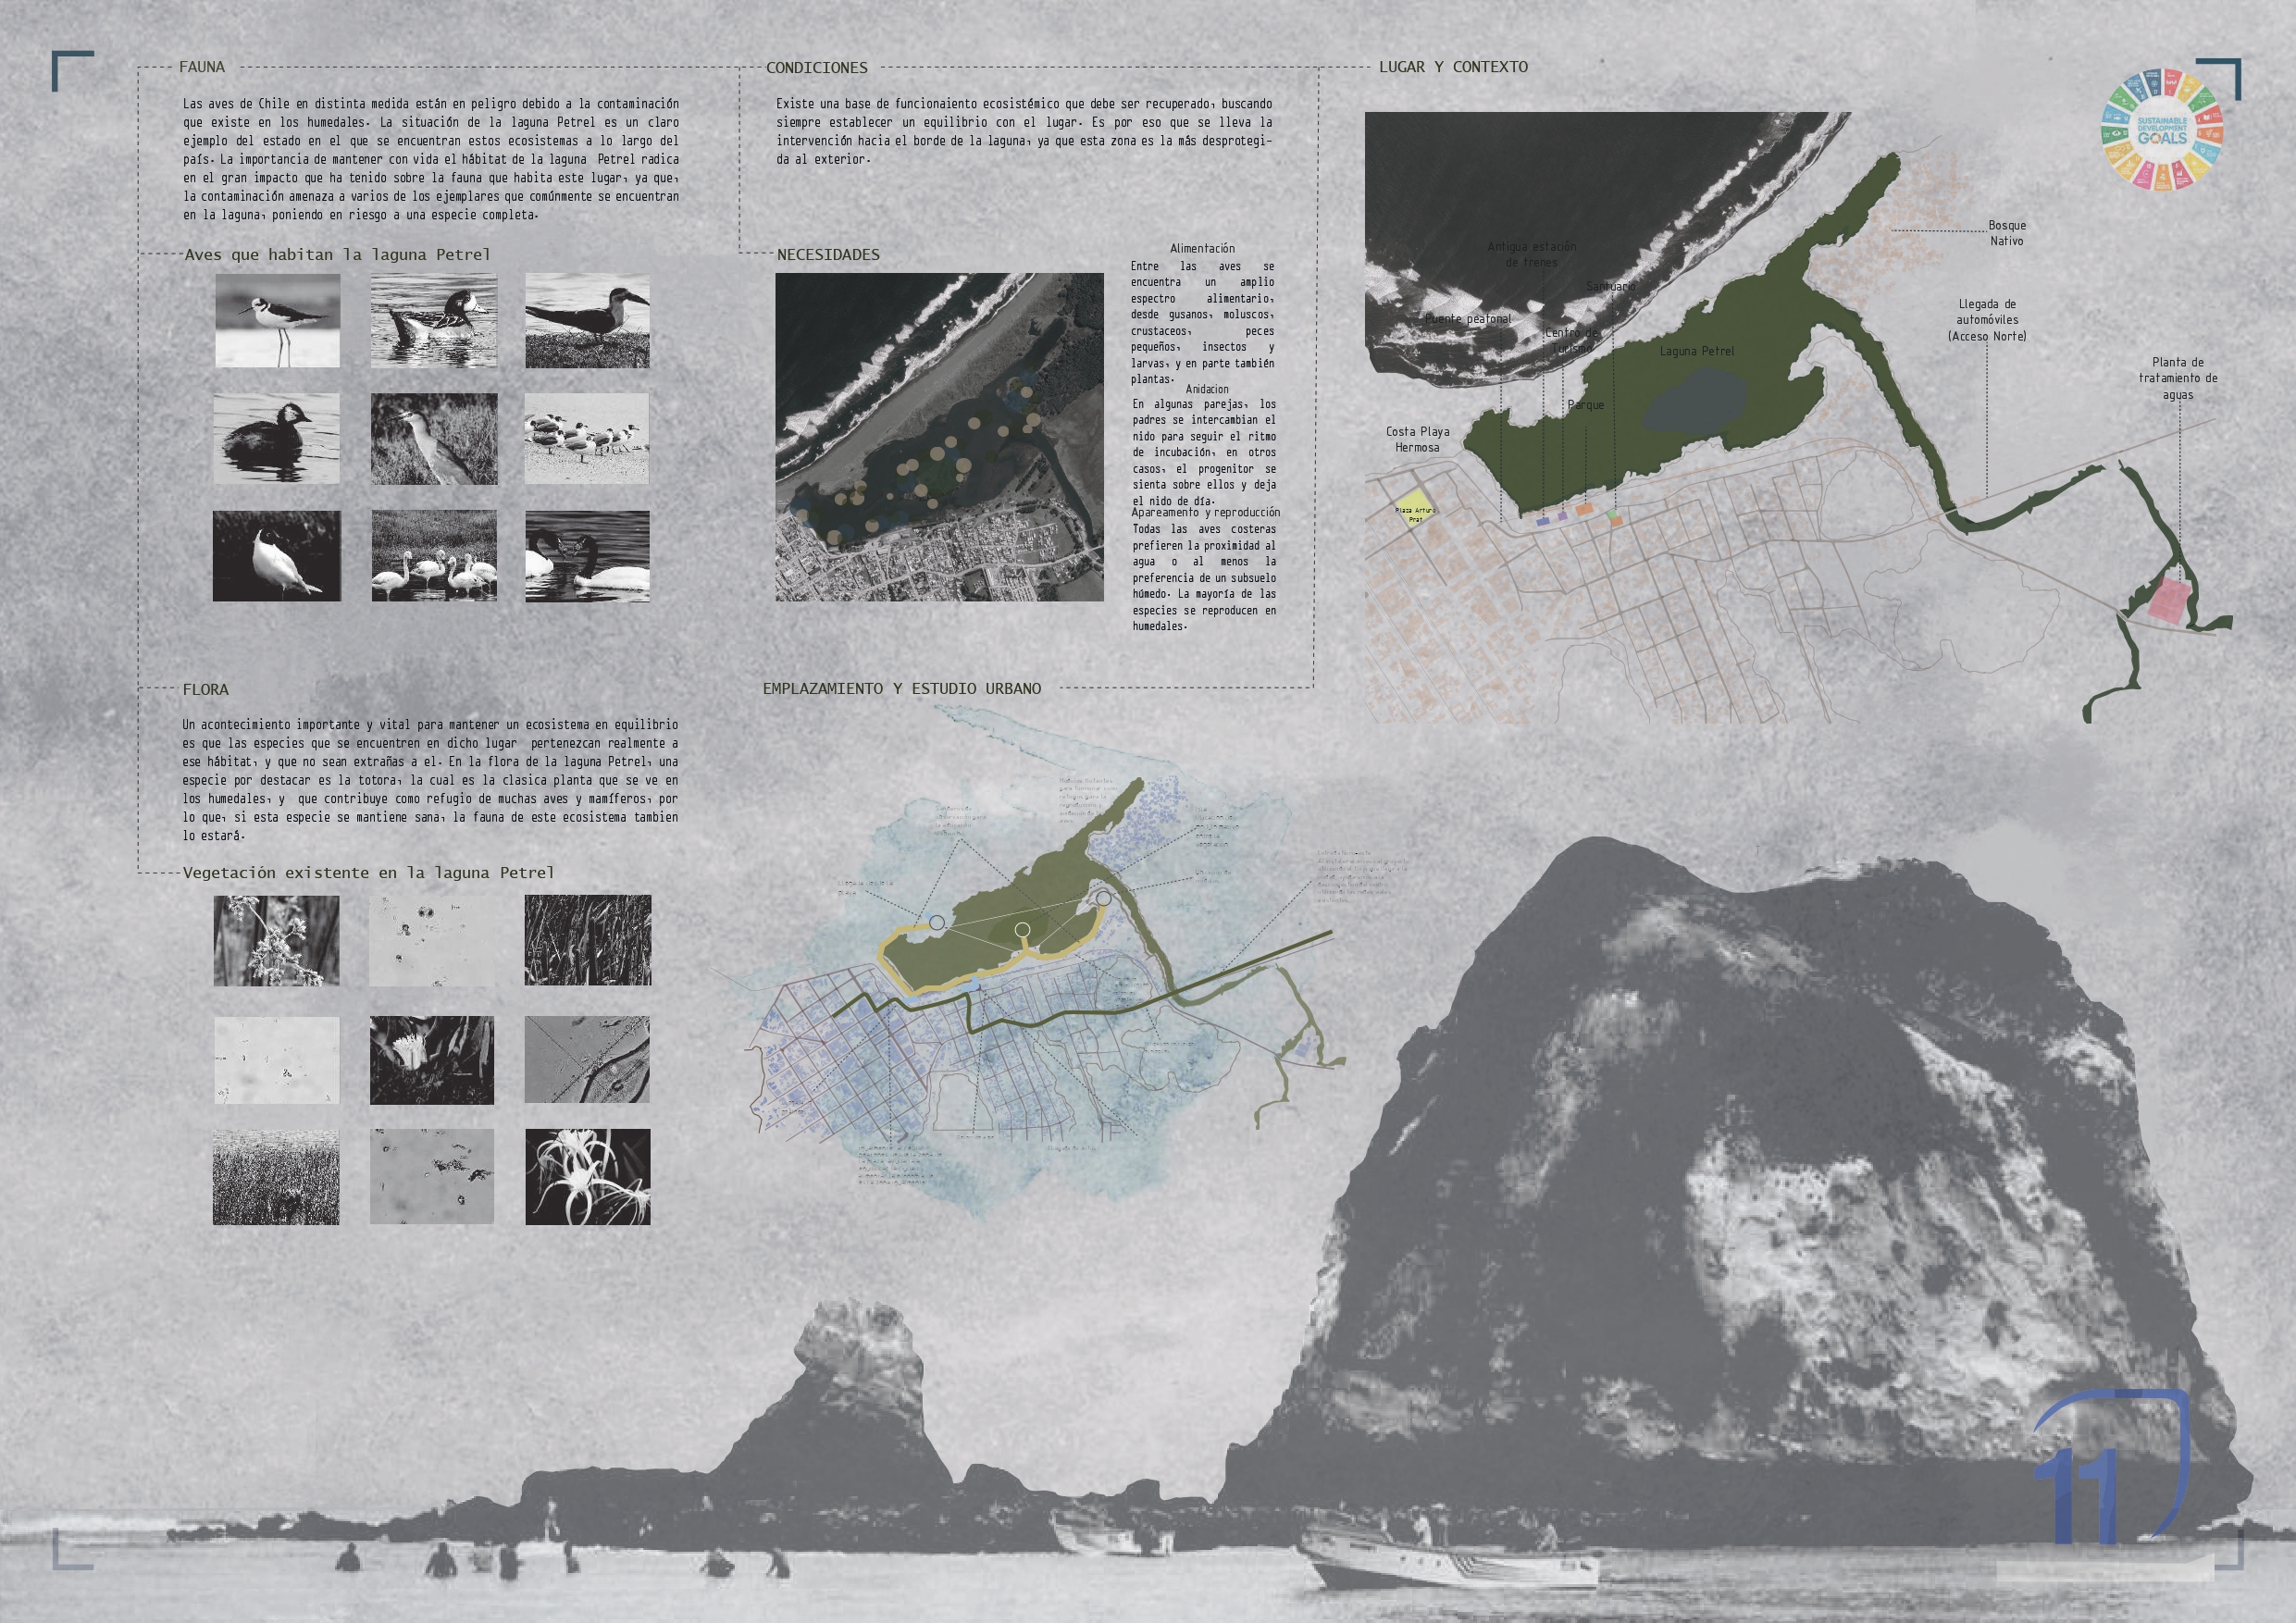 FAUNA
Las aves de Chile en distinta medida están en peligro debido a la contaminación
que existe en los humedales. La situación de la laguna Petrel es un claro
ejemplo del estado en el que se encuentran estos ecosistemas a lo largo del
país. La importancia de mantener con vida el hábitat de la laguna Petrel radica
en el gran impacto que ha tenido sobre la fauna que habita este lugar, ya que,
la contaminación amenaza a varios de los ejemplares que comúnmente se encuentran
en la laguna, poniendo en riesgo a una especie completa.
Aves que habitan la laguna Petrel
FLORA
Un acontecimiento importante y vital para mantener un ecosistema en equilibrio
es que las especies que se encuentren en dicho lugar pertenezcan realmente a
ese hábitat, y que no sean extrañas a el. En la flora de la laguna Petrel, una
especie por destacar es la totora, la cual es la clasica planta que se ve en
los humedales, y que contribuye como refugio de muchas aves y mamíferos, por
lo que, si esta especie se mantiene sana, la fauna de este ecosistema tambien
lo estará.
Vegetación existente en la laguna Petrel
CONDICIONES
Existe una base de funcionaiento ecosistémico que debe ser recuperado, buscando
siempre establecer un equilibrio con el lugar. Es por eso que se lleva la
intervención hacia el borde de la laguna, ya que esta zona es la más desprotegi-
da al exterior.
NECESIDADES
Alimentación
Entre las aves se
encuentra un amplio
espectro alimentario,
desde gusanos, moluscos,
crustaceos, peces
pequeños, insectos y
larvas, y en parte también
plantas.
Anidacion
En algunas parejas, los
padres se intercambian el
nido para seguir el ritmo
de incubación, en otros
casos, el progenitor se
sienta sobre ellos y deja
el nido de día.
Apareamento y reproducción
Todas las aves costeras
prefieren la proximidad al
agua o al menos la
preferencia de un subsuelo
húmedo. La mayoría de las
especies se reproducen en
humedales.
EMPLAZAMIENTO Y ESTUDIO URBANO
LUGAR Y CONTEXTO
SUSTAINABLE
DEVELOPMENT
GOALS
Bosque
Nativo
Antigua estación
de trenes
Santuario
Llegada de
automóviles
(Acceso Norte)
Puente peatonal
Centro de
Turismo
Laguna Petrel
Planta de
tratamiento de
aguas
Parque
Costa Playa
Hermosa
Plaza Arturo
Prat
11